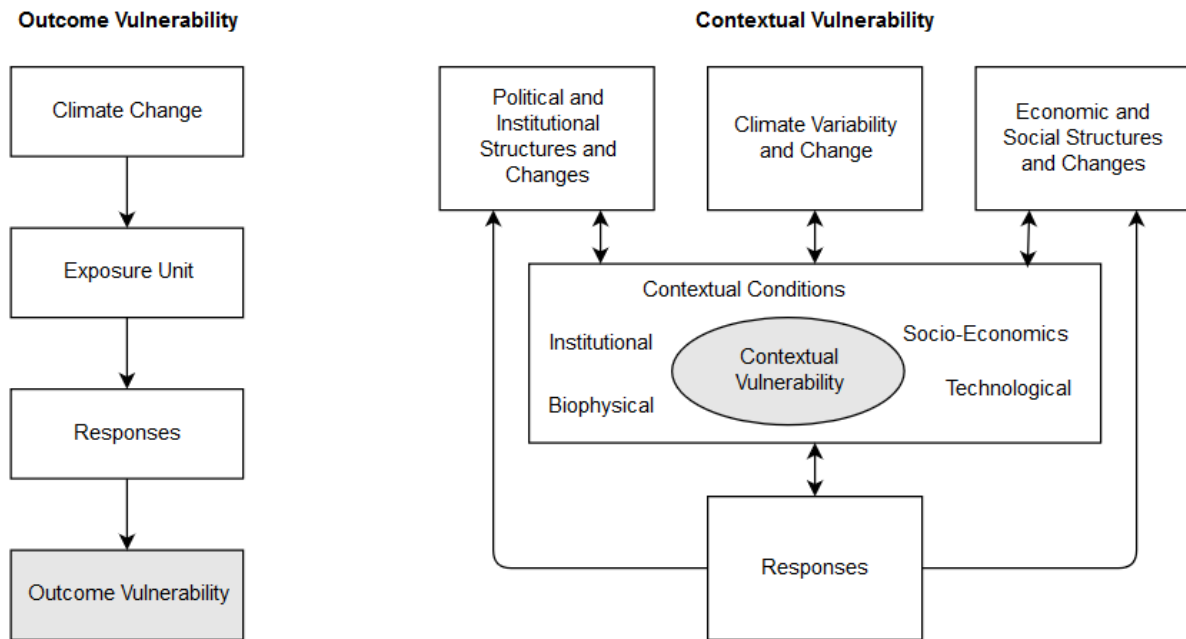 Outcome Vulnerability
Climate Change
Exposure Unit
Responses
Outcome Vulnerability
Contextual Vulnerability
Political and
Institutional
Structures and
Changes
Climate Variability
and Change
Economic and
Social Structures
and Changes
Contextual Conditions
Institutional
Biophysical
Contextual
Vulnerability
Socio-Economics
Technological
Responses